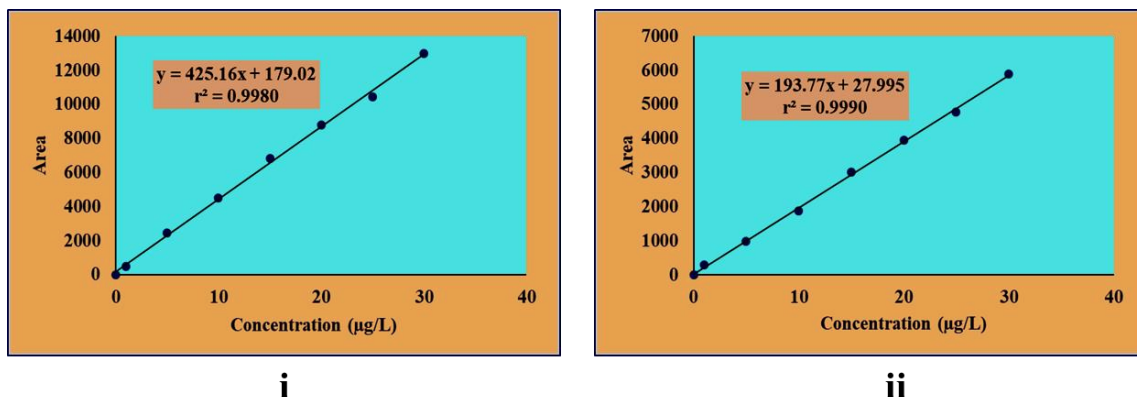 14000
12000
10000
8000
6000
4000
2000
0
y = 425.16x + 179.02
r² = 0.9980
Area
0 10 20 30 40
Concentration (µg/L)
i
7000
6000
5000
4000
3000
2000
1000
0
y = 193.77x + 27.995
r² = 0.9990
Area
0 10 20 30 40
Concentration (µg/L)
ii